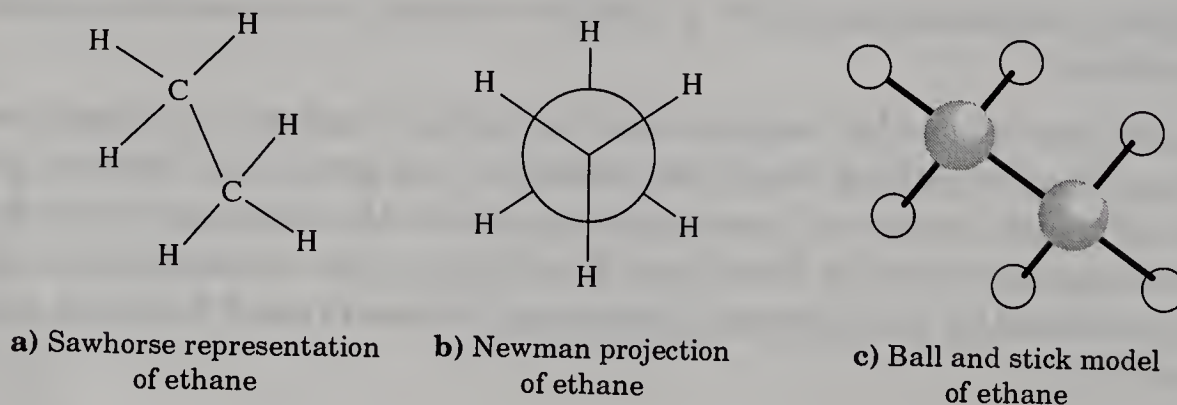 H H
C
H H
C
H H
H
H H
H H
H
a) Sawhorse representation
of ethane
b) Newman projection
of ethane
c) Ball and stick model
of ethane